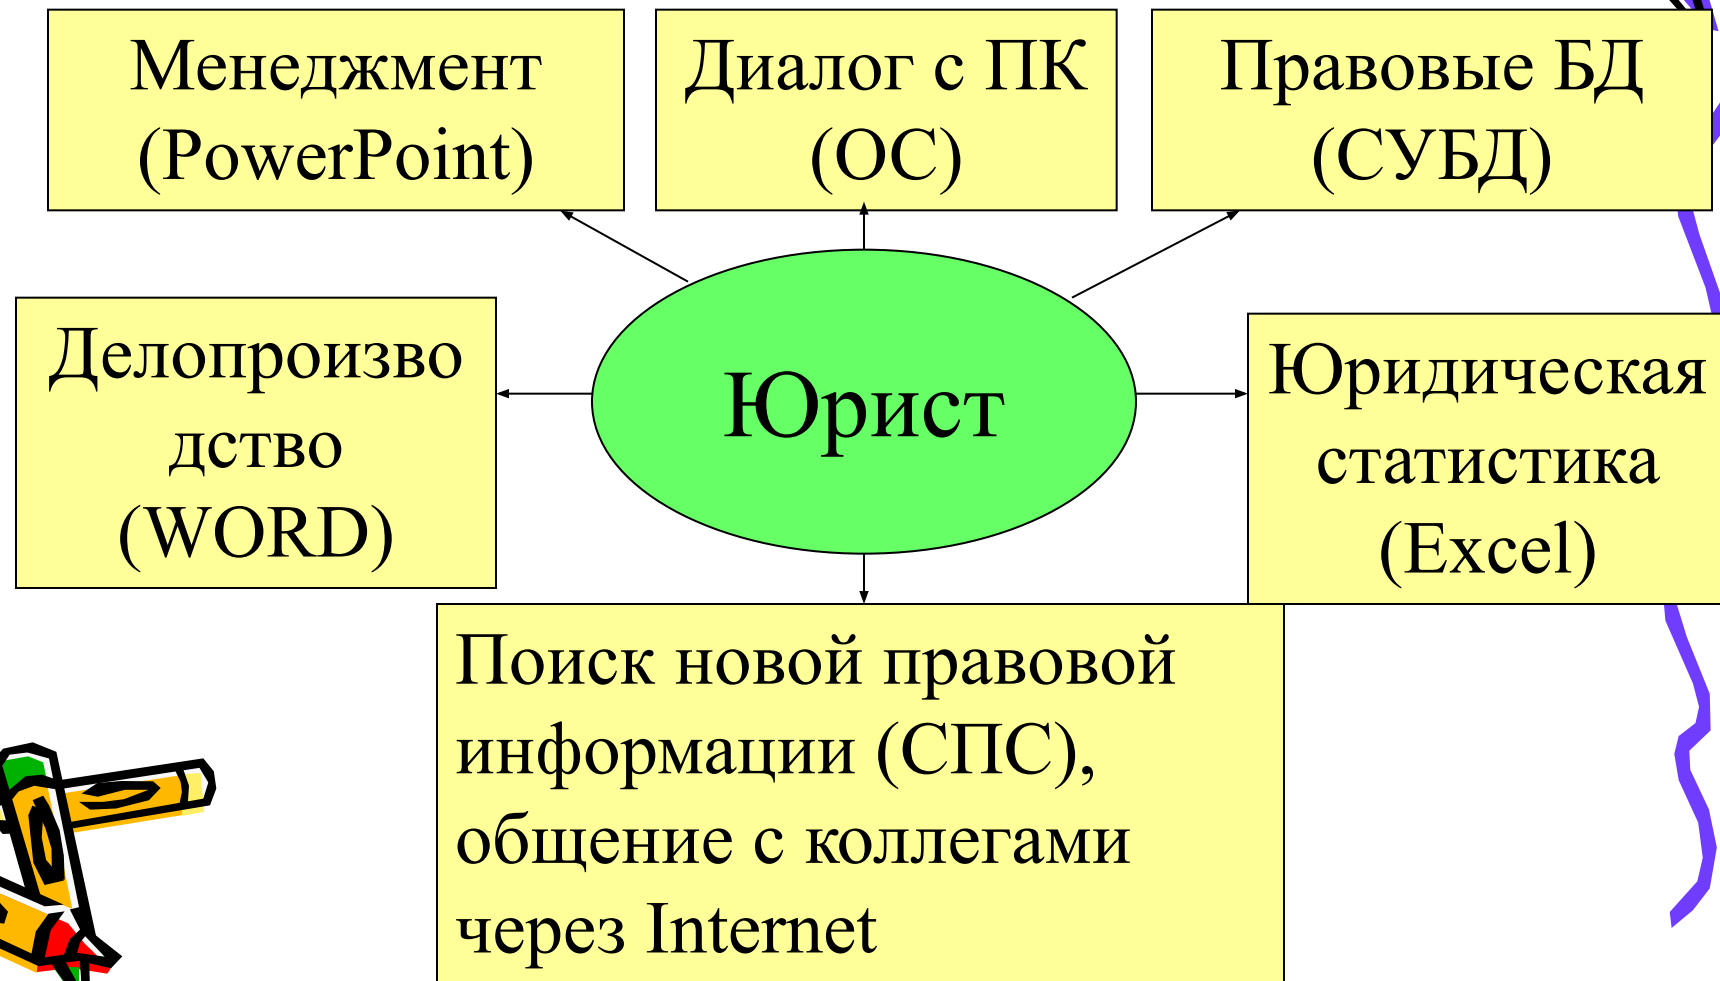 Менеджмент
(PowerPoint)
Диалог с ПК
(ОС)
Правовые БД
(СУБД)
Делопроизво
дство
(WORD)
Юрист
Юридическая
статистика
(Excel)
Поиск новой правовой
информации (СПС),
общение с коллегами
через Internet